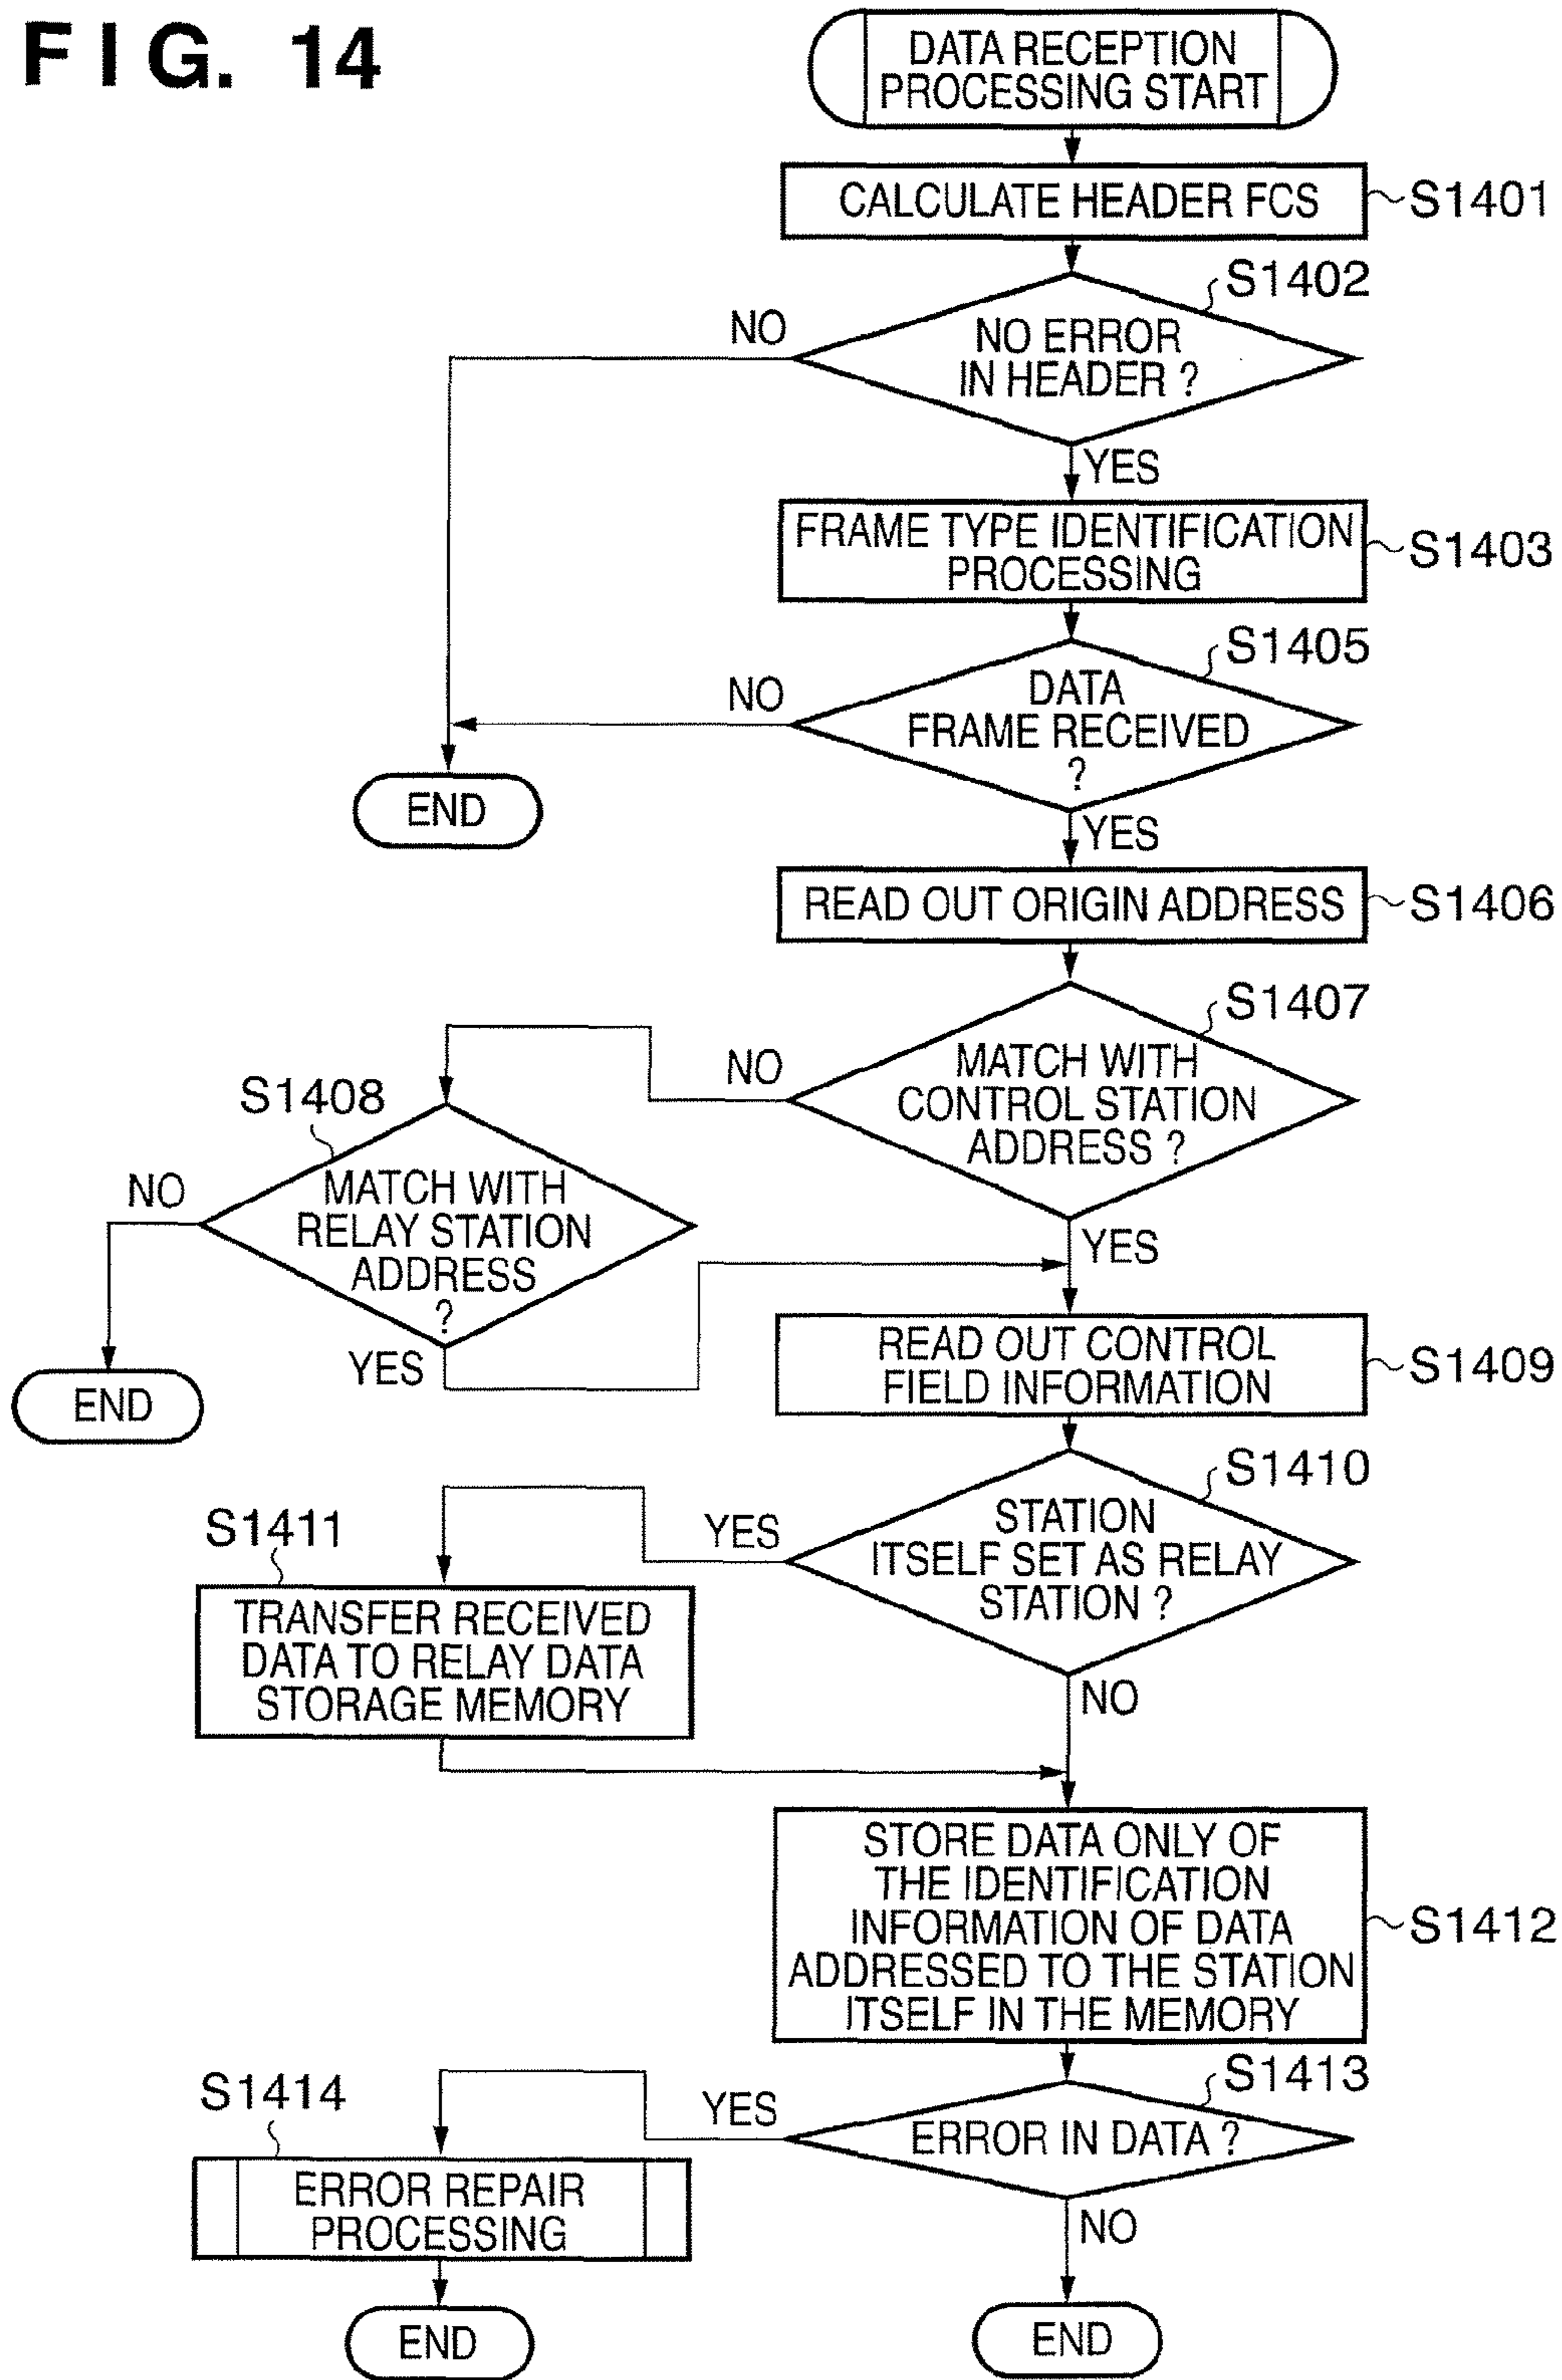 FIG. 14
DATA RECEPTION
PROCESSING START
CALCULATE HEADER FCS
S1401
S1402
NO
NO ERROR
IN HEADER ?
YES
FRAME TYPE IDENTIFICATION
PROCESSING
S1403
S1405
NO
DATA
FRAME RECEIVED
?
END
YES
READ OUT ORIGIN ADDRESS
S1406
S1407
NO
MATCH WITH
CONTROL STATION
ADDRESS ?
S1408
NO
MATCH WITH
RELAY STATION
ADDRESS
?
YES
YES
END
READ OUT CONTROL
FIELD INFORMATION
S1409
S1410
YES
STATION
ITSELF SET AS RELAY
STATION ?
S1411
TRANSFER RECEIVED
DATA TO RELAY DATA
STORAGE MEMORY
NO
STORE DATA ONLY OF
THE IDENTIFICATION
INFORMATION OF DATA
ADDRESSED TO THE STATION
ITSELF IN THE MEMORY
S1412
S1413
YES
ERROR IN DATA ?
S1414
ERROR REPAIR
PROCESSING
NO
END
END